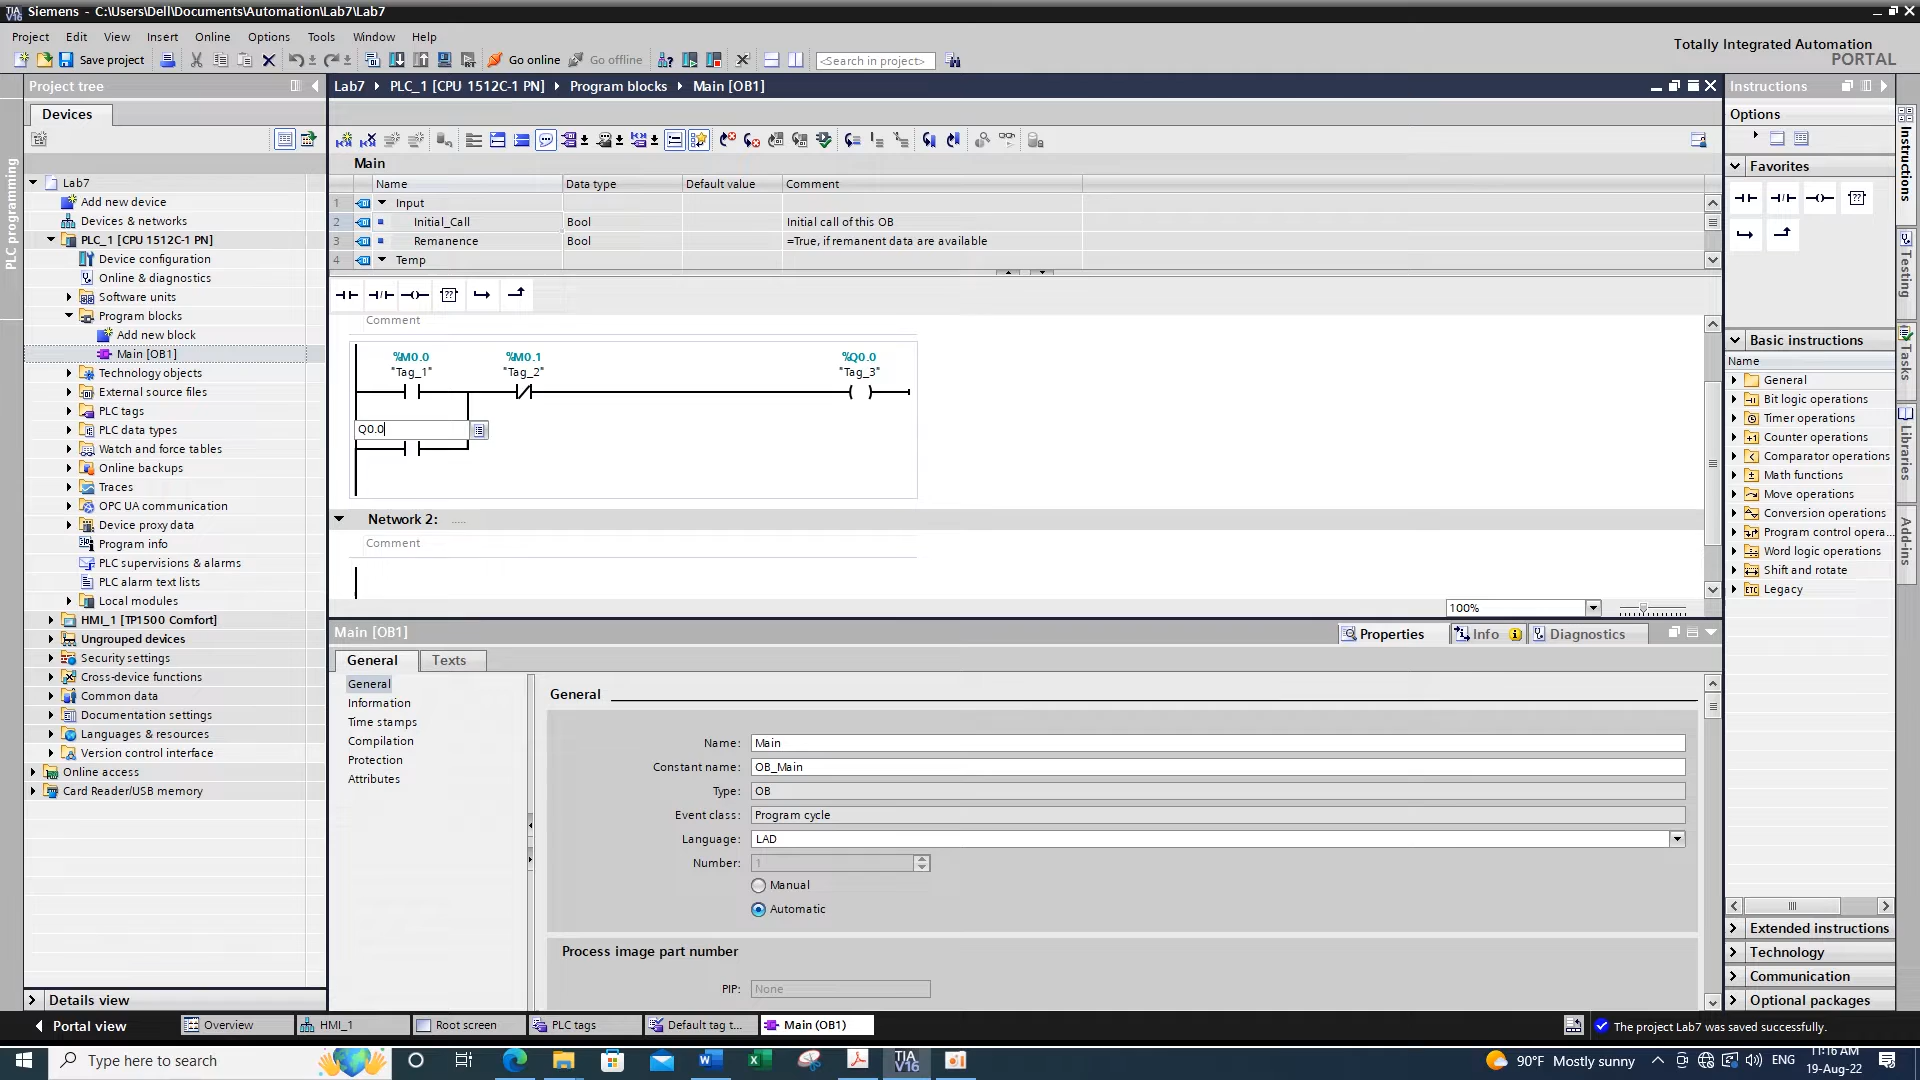 Siemens - C:\Users\Dell\Documents\Automation\Lab7\Lab7
Project Edit View Insert Online Options Tools Window Help
Totally Integrated Automation
PORTAL
Save project
Go online
Go offline
<Search in project>
Project tree
Lab7 PLC_1 [CPU 1512C-1 PN] Program blocks Main [OB1]
Instructions
Devices
Options
PLC programming
Lab7
Add new device
Devices & networks
PLC_1 [CPU 1512C-1 PN]
Device configuration
Online & diagnostics
Software units
Program blocks
Add new block
Main [OB1]
Technology objects
External source files
PLC tags
PLC data types
Watch and force tables
Online backups
Traces
OPC UA communication
Device proxy data
Program info
PLC supervisions & alarms
PLC alarm text lists
Local modules
HMI_1 [TP1500 Comfort]
Ungrouped devices
Security settings
Cross-device functions
Common data
Documentation settings
Languages & resources
Version control interface
Online access
Card Reader/USB memory
Details view
Main
Name Data type Default value Comment
1 Input
2 Initial_Call Bool Initial call of this OB
3 Remanence Bool =True, if remanent data are available
4 Temp
Comment
%M0.0 %M0.1 %Q0.0
"Tag_1" "Tag_2" "Tag_3"
Q0.0
Network 2: .....
Comment
100%
Main [OB1]
Properties Info Diagnostics
General Texts
General
Information
Time stamps
Compilation
Protection
Attributes
General
Name: Main
Constant name: OB_Main
Type: OB
Event class: Program cycle
Language: LAD
Number: 1
Manual
Automatic
Process image part number
PIP: None
Favorites
Basic instructions
Name
General
Bit logic operations
Timer operations
Counter operations
Comparator operations
Math functions
Move operations
Conversion operations
Program control opera...
Word logic operations
Shift and rotate
Legacy
Extended instructions
Technology
Communication
Optional packages
Instructions
Testing
Tasks
Libraries
Add-ins
Portal view
Overview
HMI_1
Root screen
PLC tags
Default tag t...
Main (OB1)
The project Lab7 was saved successfully.
Type here to search
90°F Mostly sunny
ENG
11:16 AM
19-Aug-22